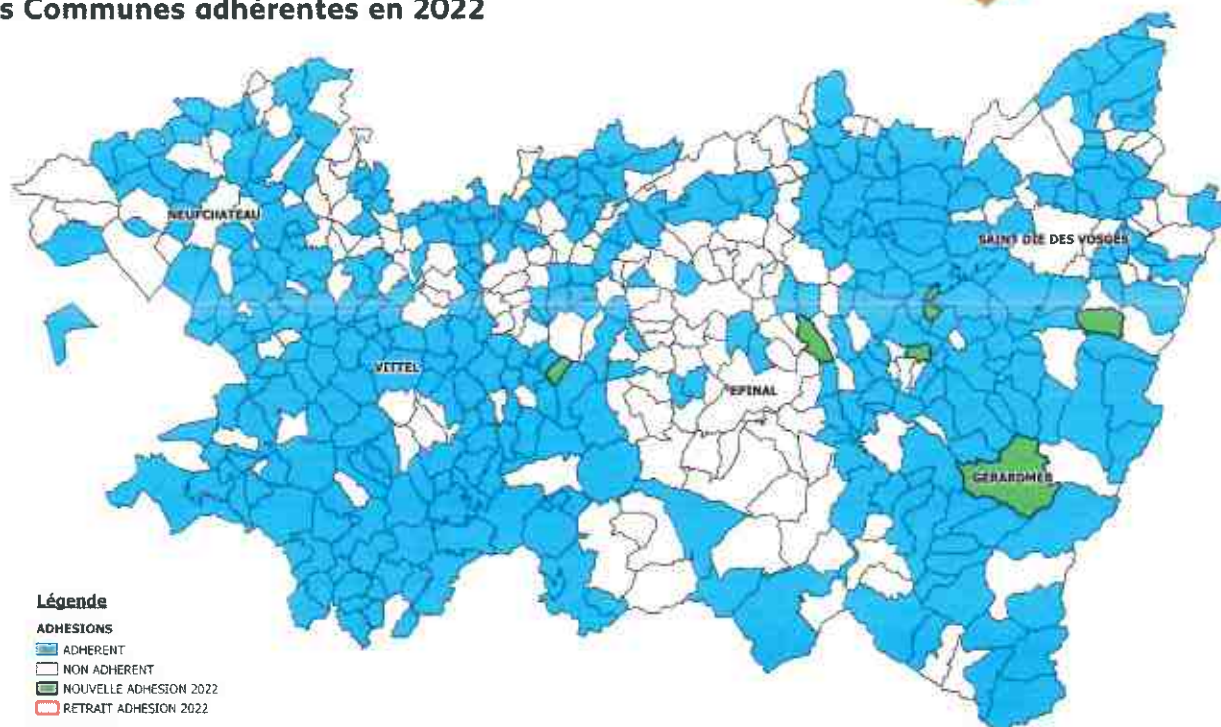 s Communes adhérentes en 2022
NEUFCHATEAU
SAINT DIE DES VOSGES
VITTEL
EPINAL
GERARDMER
Légende
ADHESIONS
ADHERENT
NON ADHERENT
NOUVELLE ADHESION 2022
RETRAIT ADHESION 2022